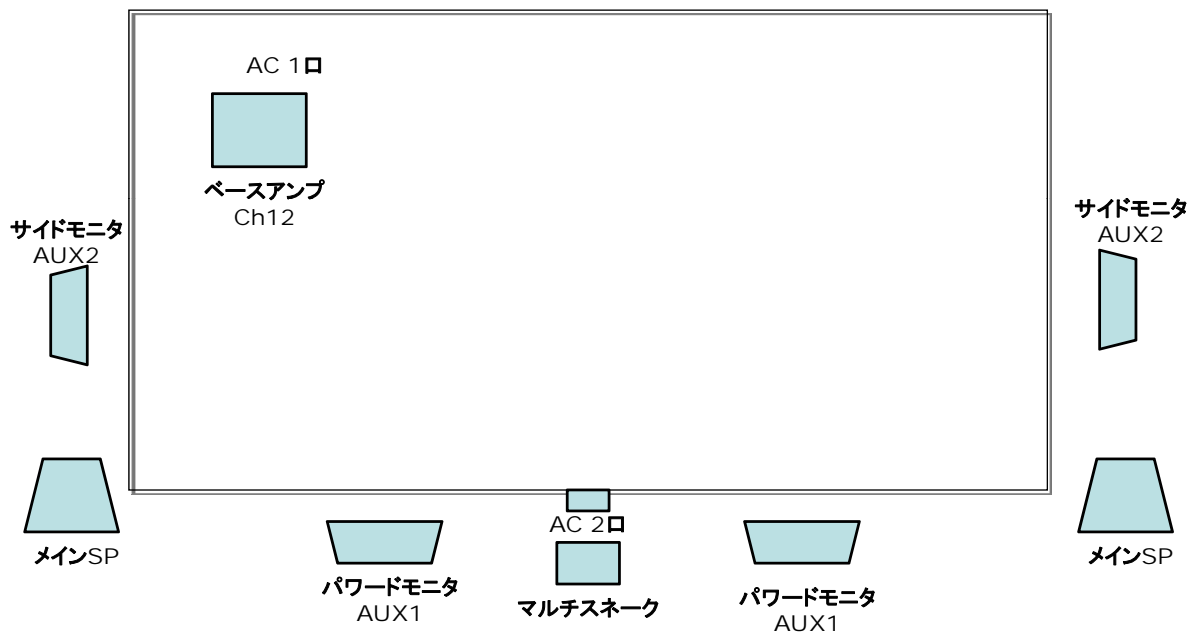 AC 1口
ベースアンプ
Ch12
サイドモニタ
AUX2
サイドモニタ
AUX2
メインSP
パワードモニタ
AUX1
AC 2口
マルチスネーク
パワードモニタ
AUX1
メインSP